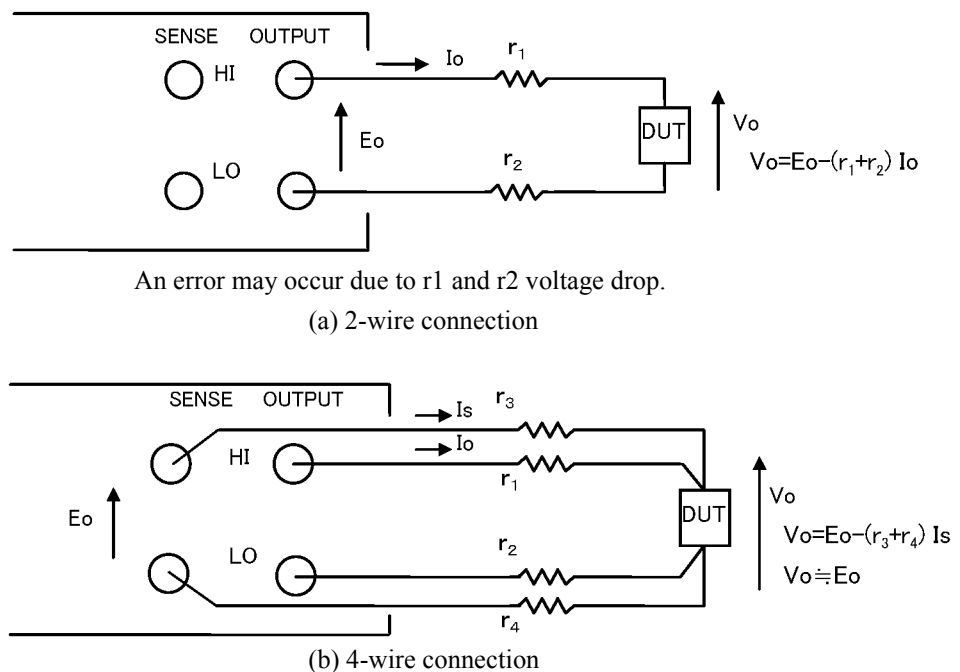 SENSE OUTPUT
HI
Io
r₁
Eo
DUT
Vo
Vo=Eo-(r₁+r₂) Io
LO
r₂
An error may occur due to r1 and r2 voltage drop.
(a) 2-wire connection
SENSE OUTPUT
Is
r₃
HI
Io
r₁
Eo
DUT
Vo
Vo=Eo-(r₃+r₄) Is
Vo≒Eo
LO
r₂
r₄
(b) 4-wire connection